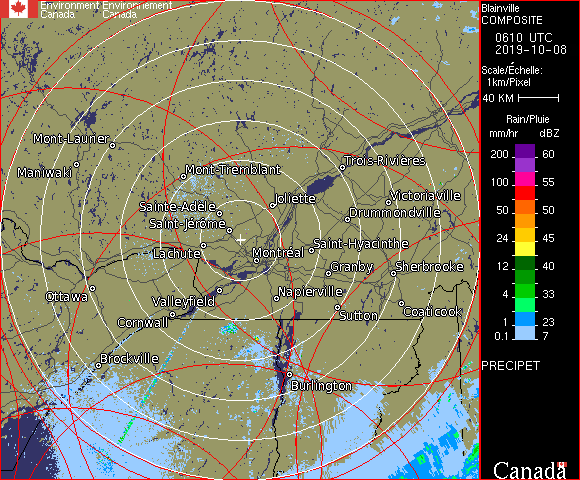 Environment Environnement
Canada Canada
Blainville
COMPOSITE
0610 UTC
2019-10-08
Scale/Échelle:
1km/Pixel
40 KM
Rain/Pluie
mm/hr dBZ
200 60
100 55
50 50
24 45
12 40
4 33
1 23
0.1 7
PRECIPET
Canada
Mont-Laurier
Maniwaki
Mont-Tremblant
Trois-Rivières
Joliette
Victoriaville
Sainte-Adèle
Drummondville
Saint-Jérôme
Lachute
Montréal
Saint-Hyacinthe
Granby
Sherbrooke
Ottawa
Valleyfield
Napierville
Cornwall
Sutton
Coaticook
Brockville
Burlington